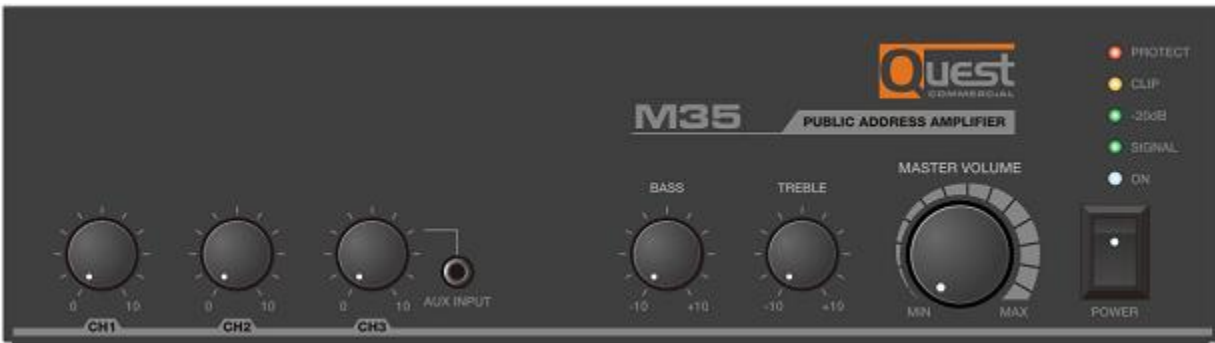 Quest
COMMERCIAL
M35
PUBLIC ADDRESS AMPLIFIER
PROTECT
CLIP
-20dB
SIGNAL
ON
BASS
TREBLE
MASTER VOLUME
0 10
0 10
0 10
AUX INPUT
-10 +10
-10 +10
MIN MAX
POWER
CH1
CH2
CH3